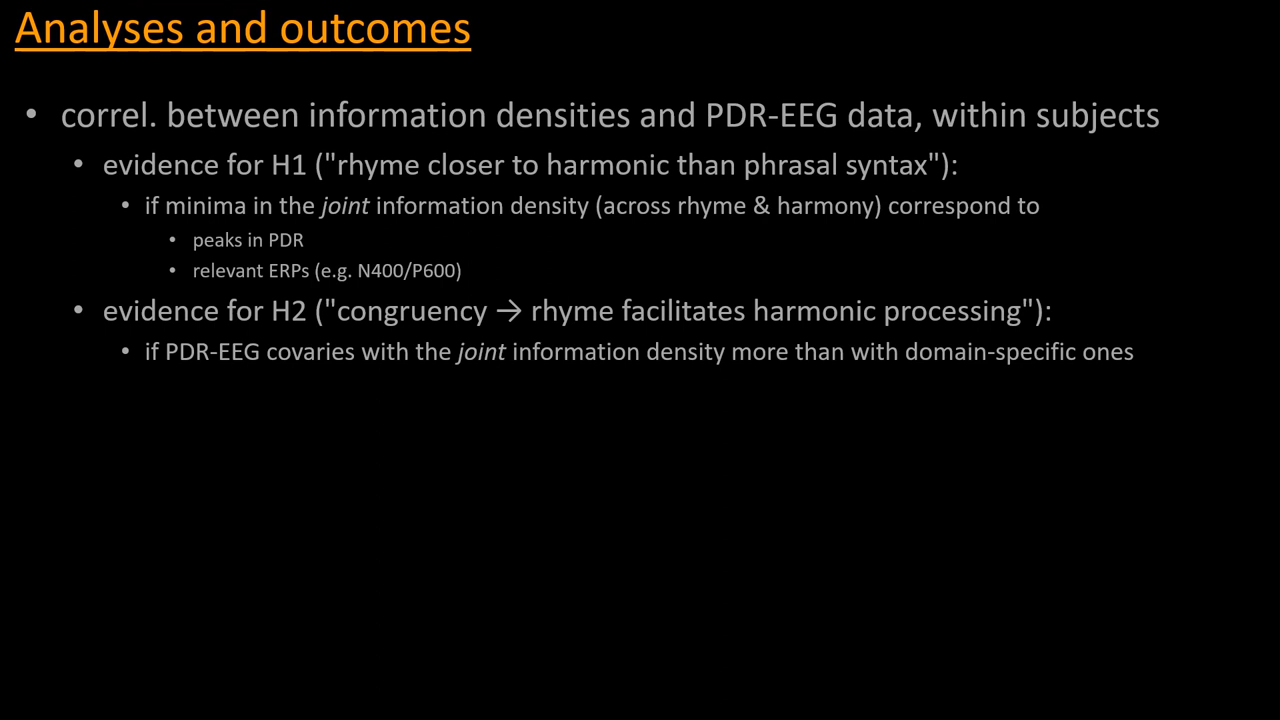 Analyses and outcomes
• correl. between information densities and PDR-EEG data, within subjects
• evidence for H1 ("rhyme closer to harmonic than phrasal syntax"):
• if minima in the joint information density (across rhyme & harmony) correspond to
• peaks in PDR
• relevant ERPs (e.g. N400/P600)
• evidence for H2 ("congruency → rhyme facilitates harmonic processing"):
• if PDR-EEG covaries with the joint information density more than with domain-specific ones